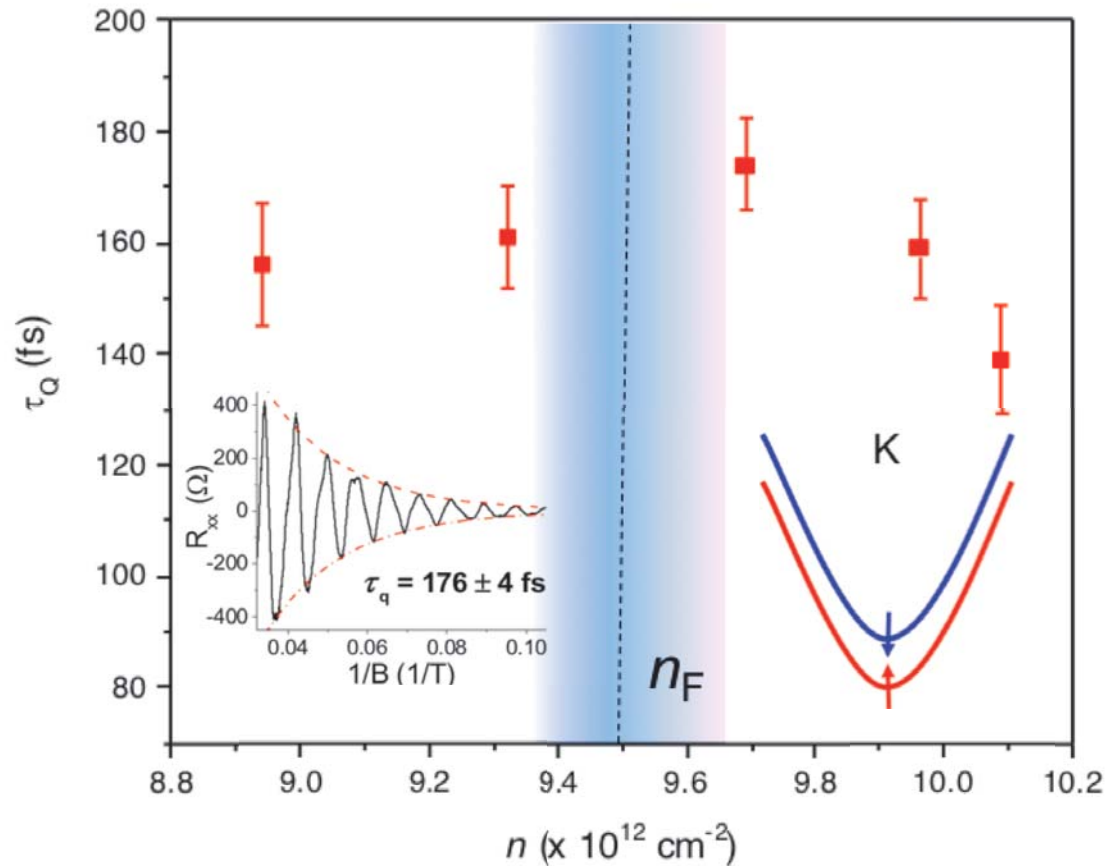 200
180
160
140
120
100
80
τQ (fs)
400
200
0
-200
-400
Rxx (Ω)
τq = 176 ± 4 fs
0.04 0.06 0.08 0.10
1/B (1/T)
K
nF
8.8 9.0 9.2 9.4 9.6 9.8 10.0 10.2
n (x 10¹² cm⁻²)